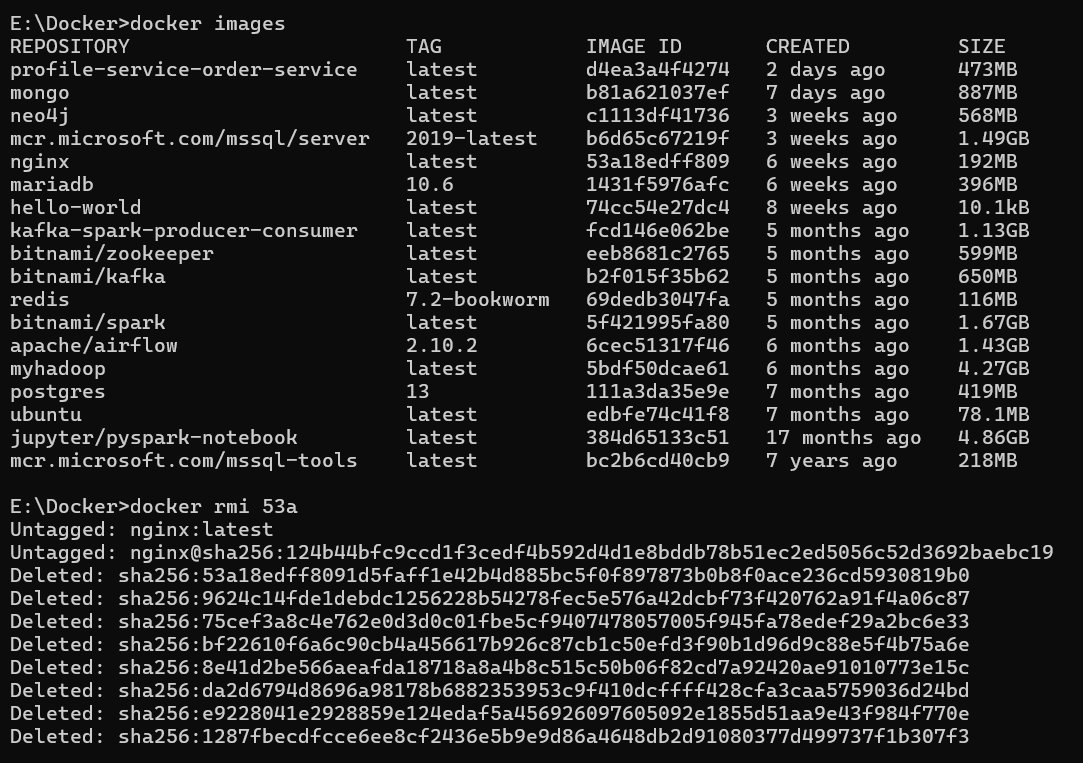 E:\Docker>docker images
REPOSITORY TAG IMAGE ID CREATED SIZE
profile-service-order-service latest d4ea3a4f4274 2 days ago 473MB
mongo latest b81a621037ef 7 days ago 887MB
neo4j latest c1113df41736 3 weeks ago 568MB
mcr.microsoft.com/mssql/server 2019-latest b6d65c67219f 3 weeks ago 1.49GB
nginx latest 53a18edff809 6 weeks ago 192MB
mariadb 10.6 1431f5976afc 6 weeks ago 396MB
hello-world latest 74cc54e27dc4 8 weeks ago 10.1kB
kafka-spark-producer-consumer latest fcd146e062be 5 months ago 1.13GB
bitnami/zookeeper latest eeb8681c2765 5 months ago 599MB
bitnami/kafka latest b2f015f35b62 5 months ago 650MB
redis 7.2-bookworm 69dedb3047fa 5 months ago 116MB
bitnami/spark latest 5f421995fa80 5 months ago 1.67GB
apache/airflow 2.10.2 6cec51317f46 6 months ago 1.43GB
myhadoop latest 5bdf50dcae61 6 months ago 4.27GB
postgres 13 111a3da35e9e 7 months ago 419MB
ubuntu latest edbfe74c41f8 7 months ago 78.1MB
jupyter/pyspark-notebook latest 384d65133c51 17 months ago 4.86GB
mcr.microsoft.com/mssql-tools latest bc2b6cd40cb9 7 years ago 218MB
E:\Docker>docker rmi 53a
Untagged: nginx:latest
Untagged: nginx@sha256:124b44bfc9ccd1f3cedf4b592d4d1e8bddb78b51ec2ed5056c52d3692baebc19
Deleted: sha256:53a18edff8091d5faff1e42b4d885bc5f0f897873b0b8f0ace236cd5930819b0
Deleted: sha256:9624c14fde1debdc1256228b54278fec5e576a42dcbf73f420762a91f4a06c87
Deleted: sha256:75cef3a8c4e762e0d3d0c01fbe5cf9407478057005f945fa78edef29a2bc6e33
Deleted: sha256:bf22610f6a6c90cb4a456617b926c87cb1c50efd3f90b1d96d9c88e5f4b75a6e
Deleted: sha256:8e41d2be566aeafda18718a8a4b8c515c50b06f82cd7a92420ae91010773e15c
Deleted: sha256:da2d6794d8696a98178b6882353953c9f410dcffff428cfa3caa5759036d24bd
Deleted: sha256:e9228041e2928859e124edaf5a456926097605092e1855d51aa9e43f984f770e
Deleted: sha256:1287fbecdfcce6ee8cf2436e5b9e9d86a4648db2d91080377d499737f1b307f3